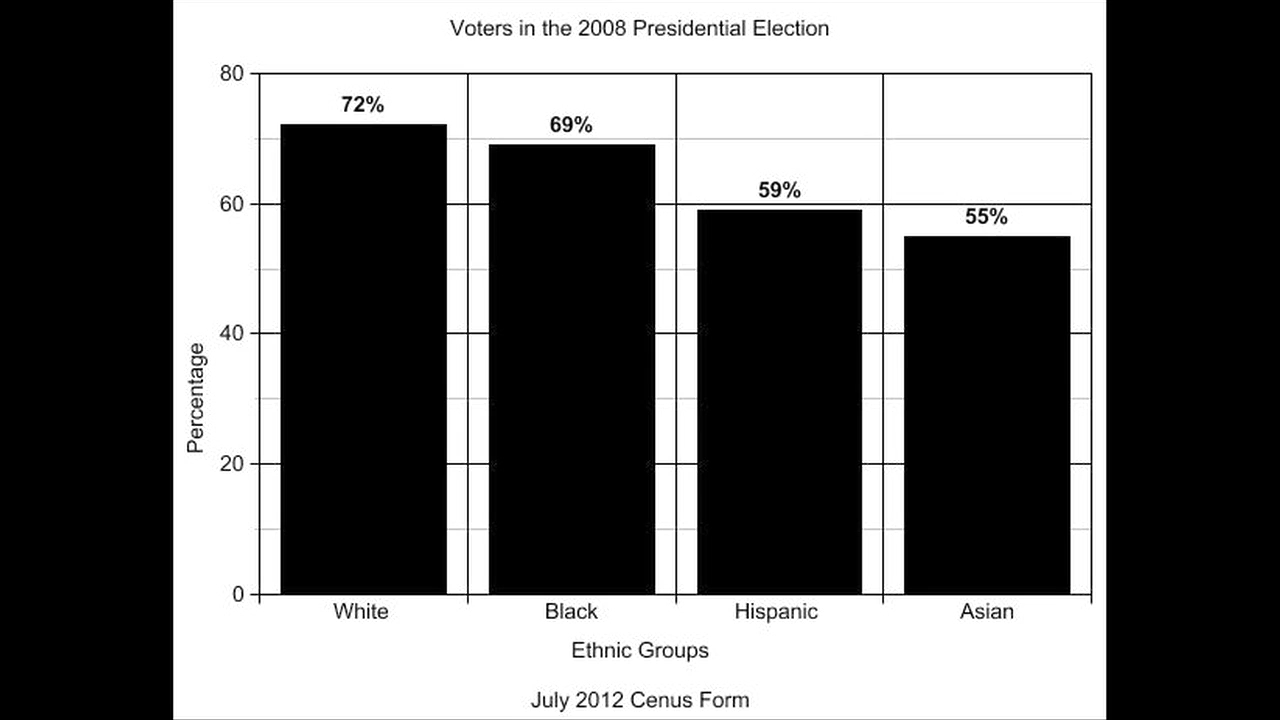 Voters in the 2008 Presidential Election
80
72%
69%
60
59%
55%
40
Percentage
20
0
White Black Hispanic Asian
Ethnic Groups
July 2012 Cenus Form